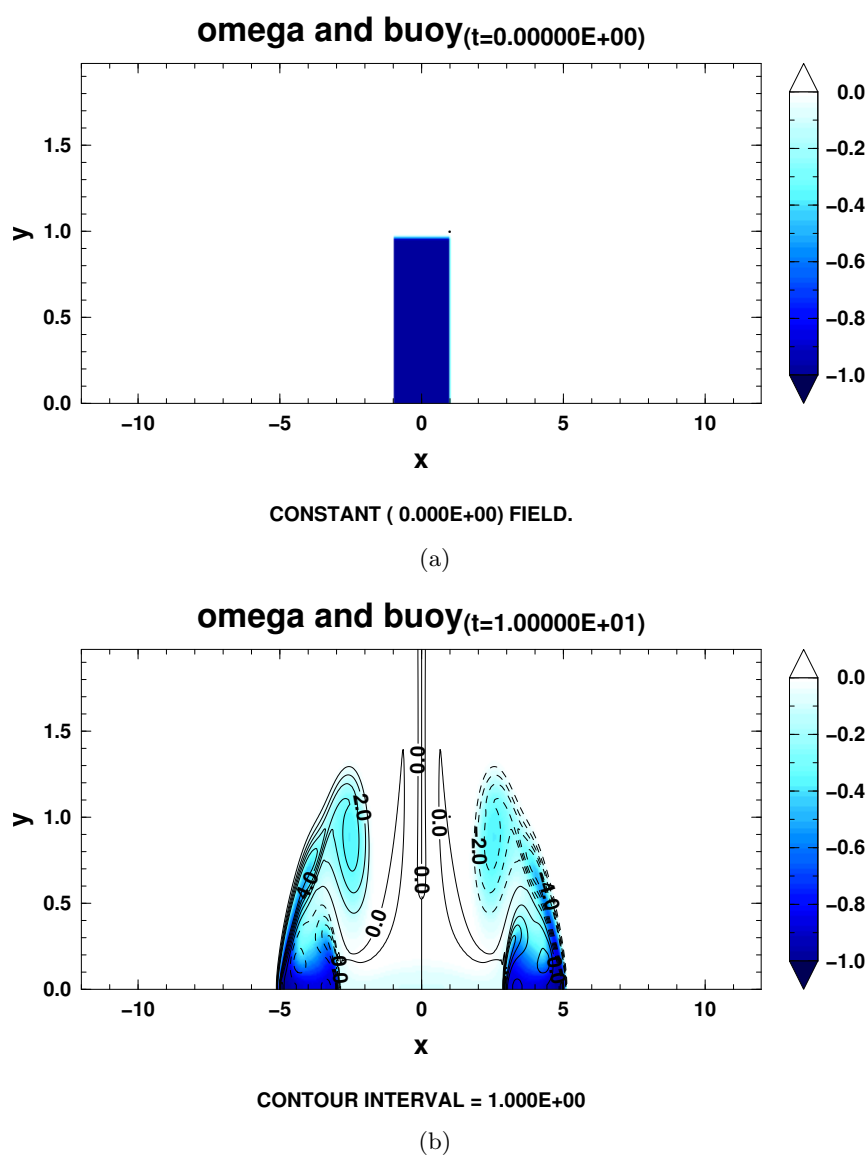 omega and buoy(t=0.00000E+00)
0.0
−0.2
−0.4
−0.6
−0.8
−1.0
1.5
1.0
0.5
0.0
y
−10 −5 0 5 10
x
CONSTANT ( 0.000E+00) FIELD.
(a)
omega and buoy(t=1.00000E+01)
0.0
−0.2
−0.4
−0.6
−0.8
−1.0
1.5
1.0
0.5
0.0
y
0.0
2.0
0.0
−2.0
0.0
4.0
−4.0
0.0
0.0
0.0
−10 −5 0 5 10
x
CONTOUR INTERVAL = 1.000E+00
(b)